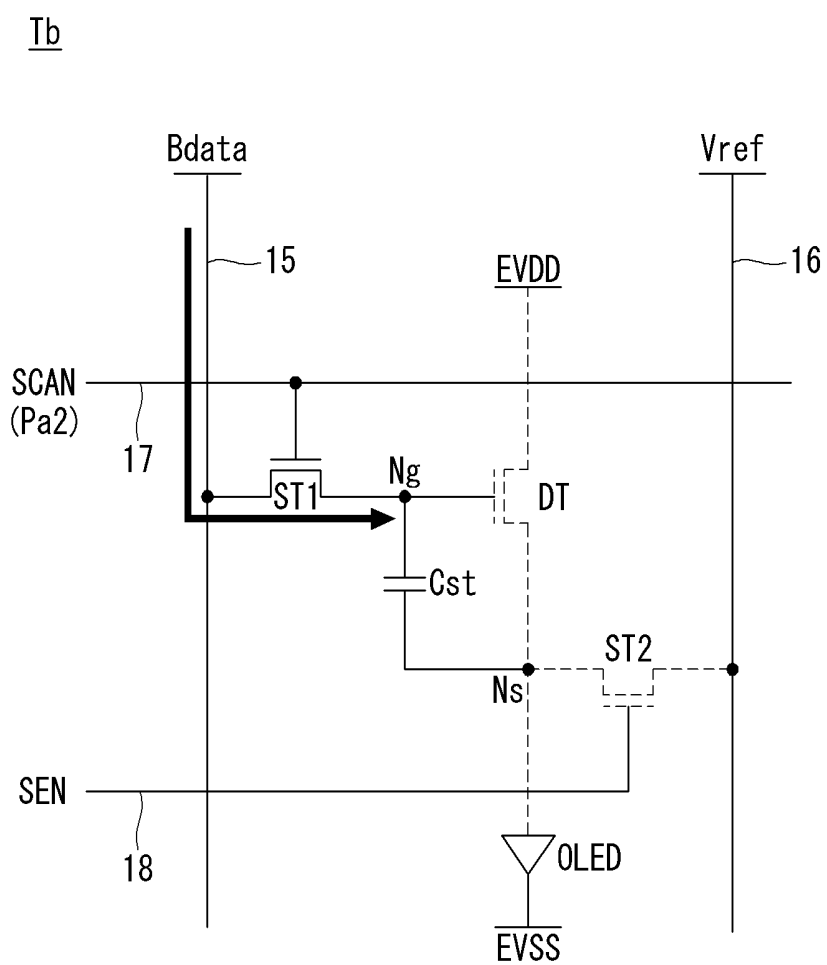 Tb
Bdata
Vref
15
16
EVDD
SCAN
(Pa2)
17
Ng
ST1
DT
Cst
ST2
Ns
SEN
18
OLED
EVSS